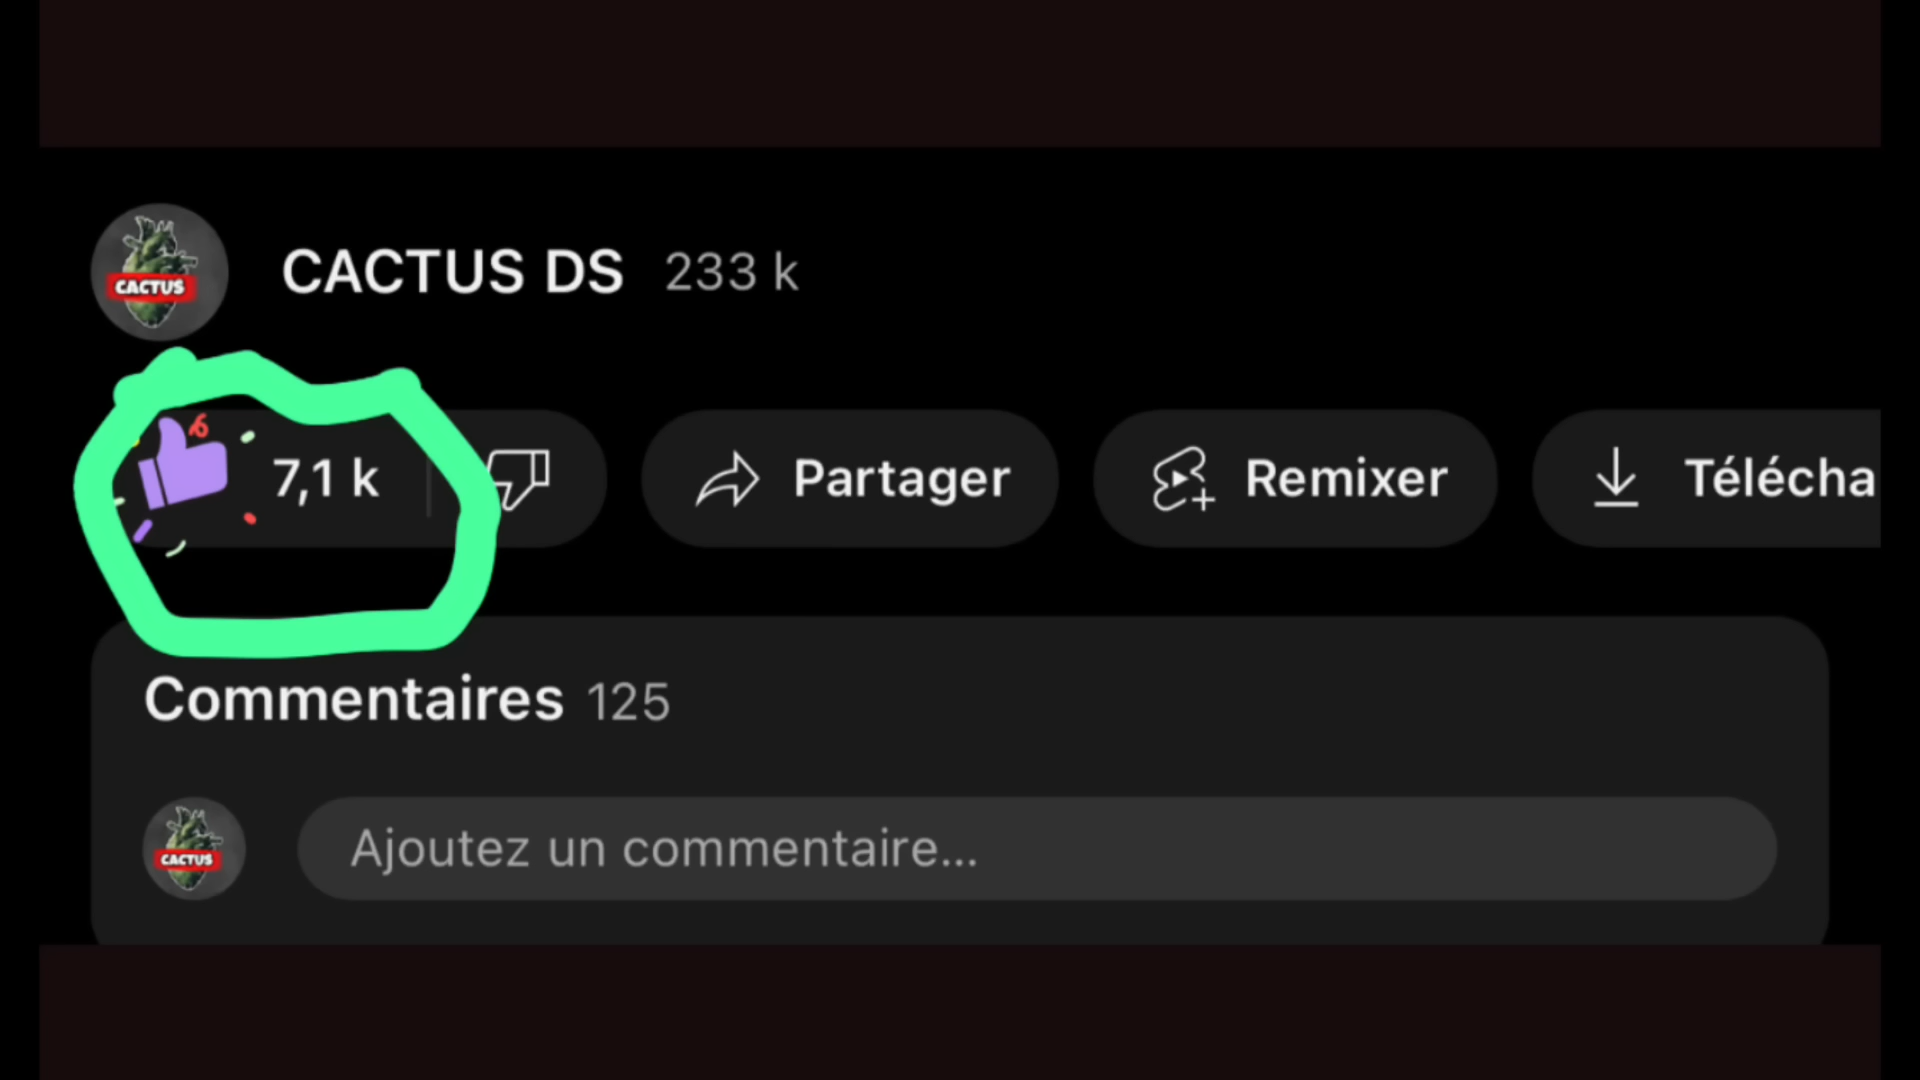 CACTUS
CACTUS DS 233 k
7,1 k Partager Remixer Télécha
Commentaires 125
CACTUS
Ajoutez un commentaire...